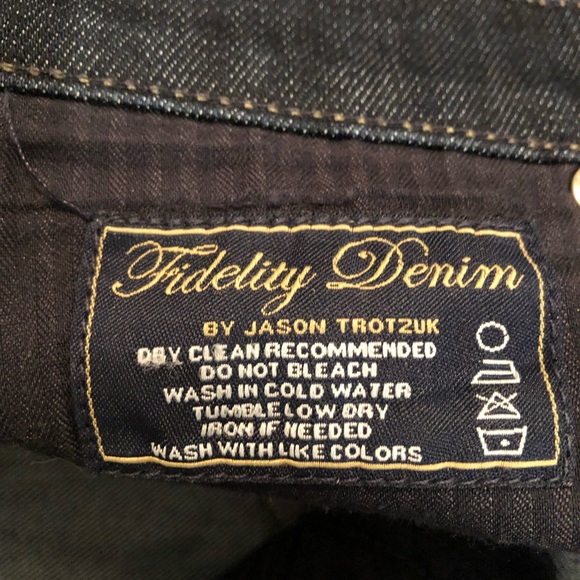 Fidelity Denim
BY JASON TROTZUK
DRY CLEAN RECOMMENDED
DO NOT BLEACH
WASH IN COLD WATER
TUMBLE LOW DRY
IRON IF NEEDED
WASH WITH LIKE COLORS